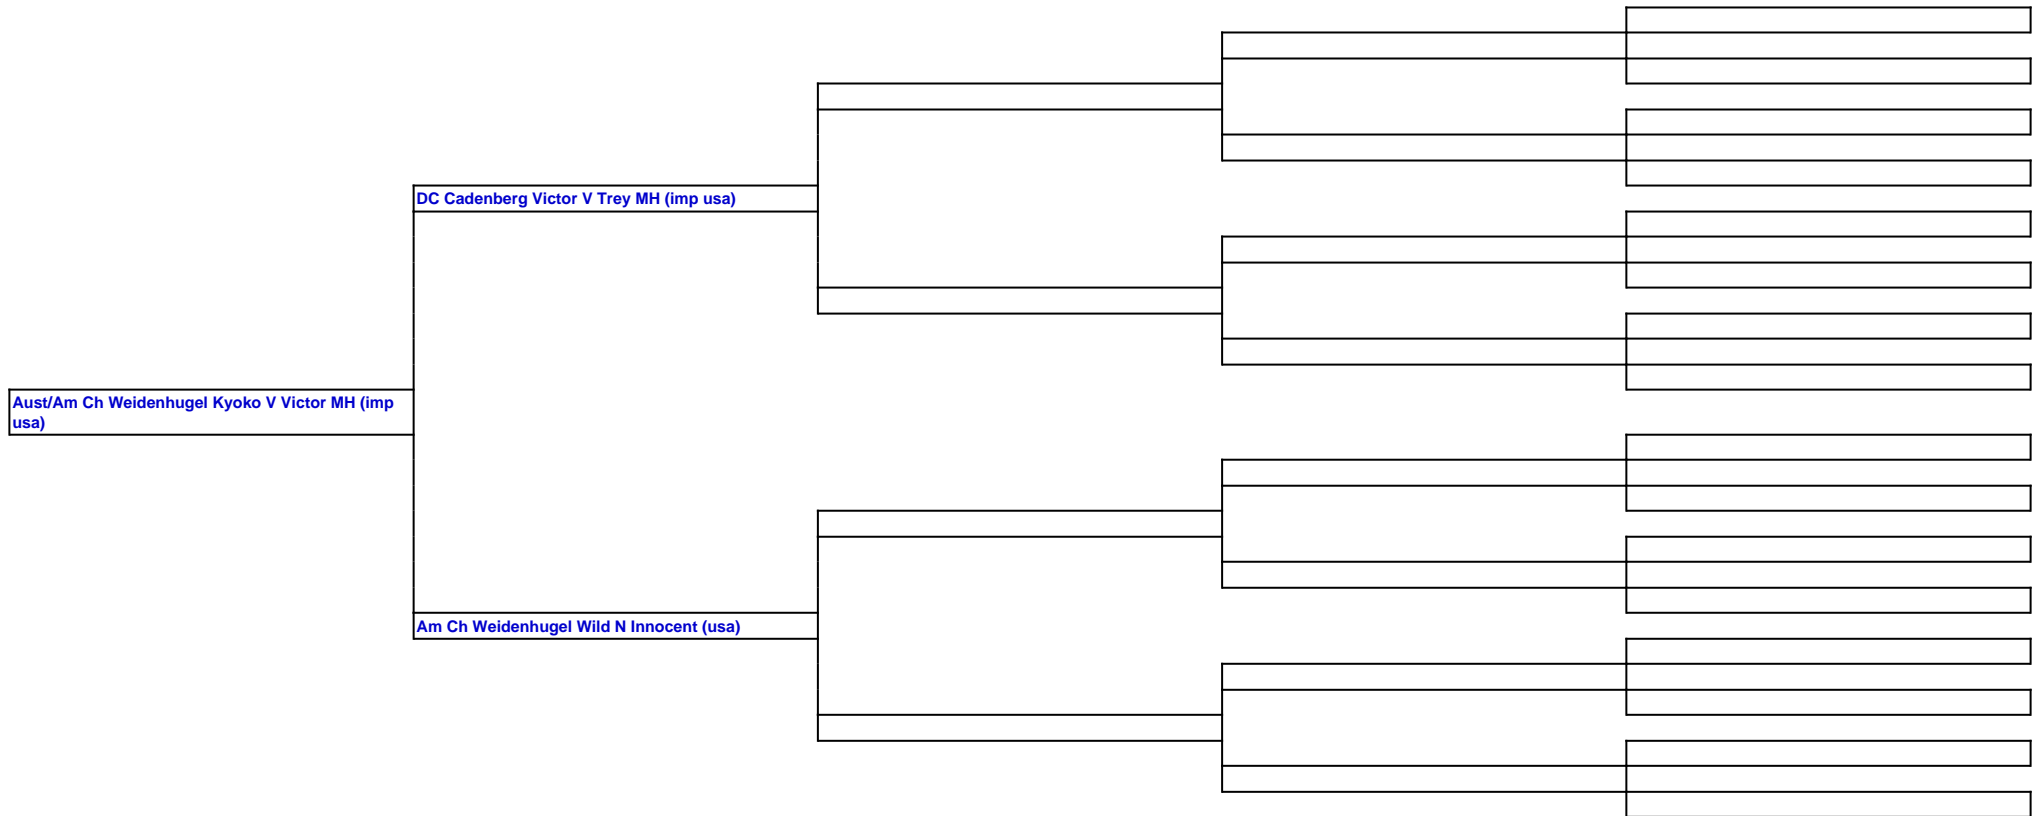 DC Cadenberg Victor V Trey MH (imp usa)
Aust/Am Ch Weidenhugel Kyoko V Victor MH (imp
usa)
Am Ch Weidenhugel Wild N Innocent (usa)